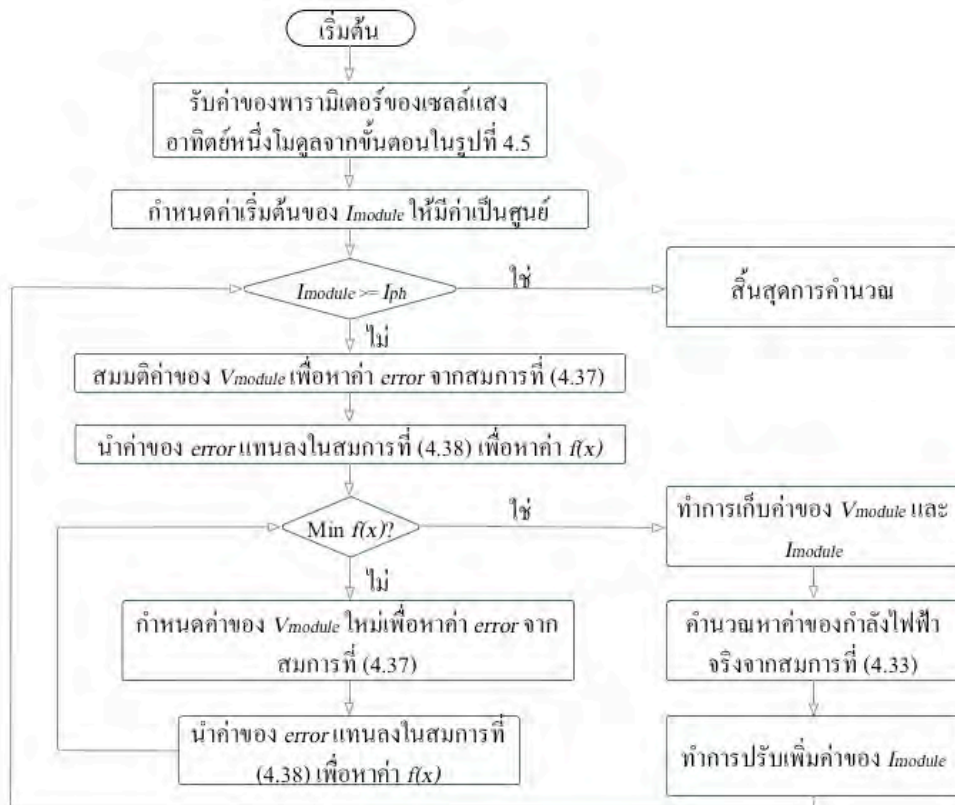 เริ่มต้น
รับค่าของพารามิเตอร์ของเซลล์แสง
อาทิตย์หนึ่งโมดูลจากขั้นตอนในรูปที่ 4.5
กำหนดค่าเริ่มต้นของ Imodule ให้มีค่าเป็นศูนย์
Imodule >= Iph
ใช่
สิ้นสุดการคำนวณ
ไม่
สมมติค่าของ Vmodule เพื่อหาค่า error จากสมการที่ (4.37)
นำค่าของ error แทนลงในสมการที่ (4.38) เพื่อหาค่า f(x)
Min f(x)?
ใช่
ทำการเก็บค่าของ Vmodule และ
Imodule
ไม่
กำหนดค่าของ Vmodule ใหม่เพื่อหาค่า error จาก
สมการที่ (4.37)
คำนวณหาค่าของกำลังไฟฟ้า
จริงจากสมการที่ (4.33)
นำค่าของ error แทนลงในสมการที่
(4.38) เพื่อหาค่า f(x)
ทำการปรับเพิ่มค่าของ Imodule